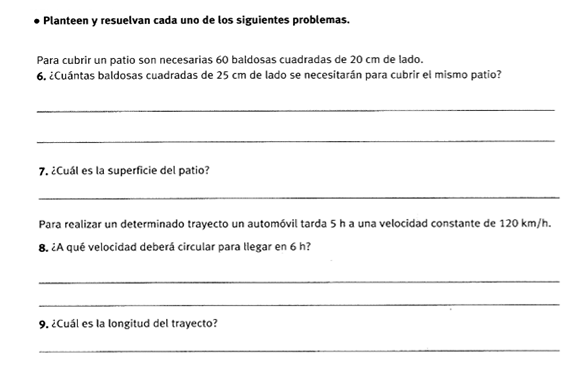 • Planteen y resuelvan cada uno de los siguientes problemas.
Para cubrir un patio son necesarias 60 baldosas cuadradas de 20 cm de lado.
6. ¿Cuántas baldosas cuadradas de 25 cm de lado se necesitarán para cubrir el mismo patio?
7. ¿Cuál es la superficie del patio?
Para realizar un determinado trayecto un automóvil tarda 5 h a una velocidad constante de 120 km/h.
8. ¿A qué velocidad deberá circular para llegar en 6 h?
9. ¿Cuál es la longitud del trayecto?